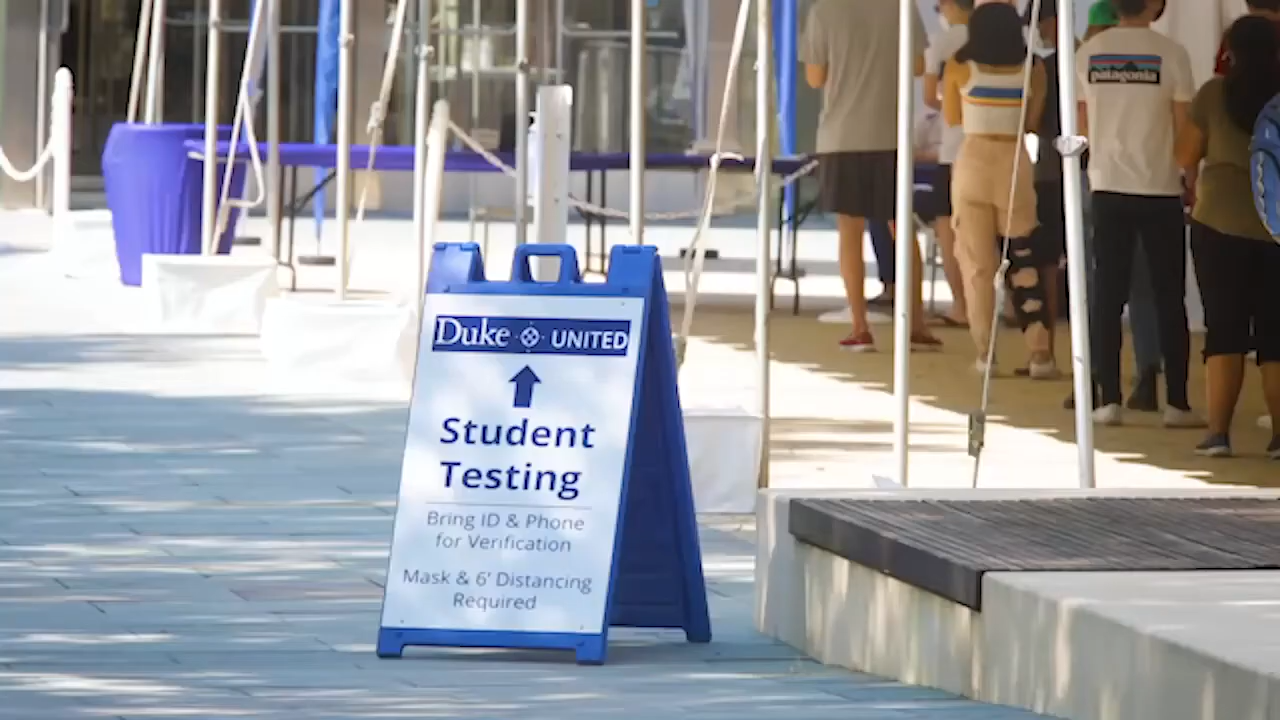 patagonia
Duke UNITED
Student
Testing
Bring ID & Phone
for Verification
Mask & 6' Distancing
Required